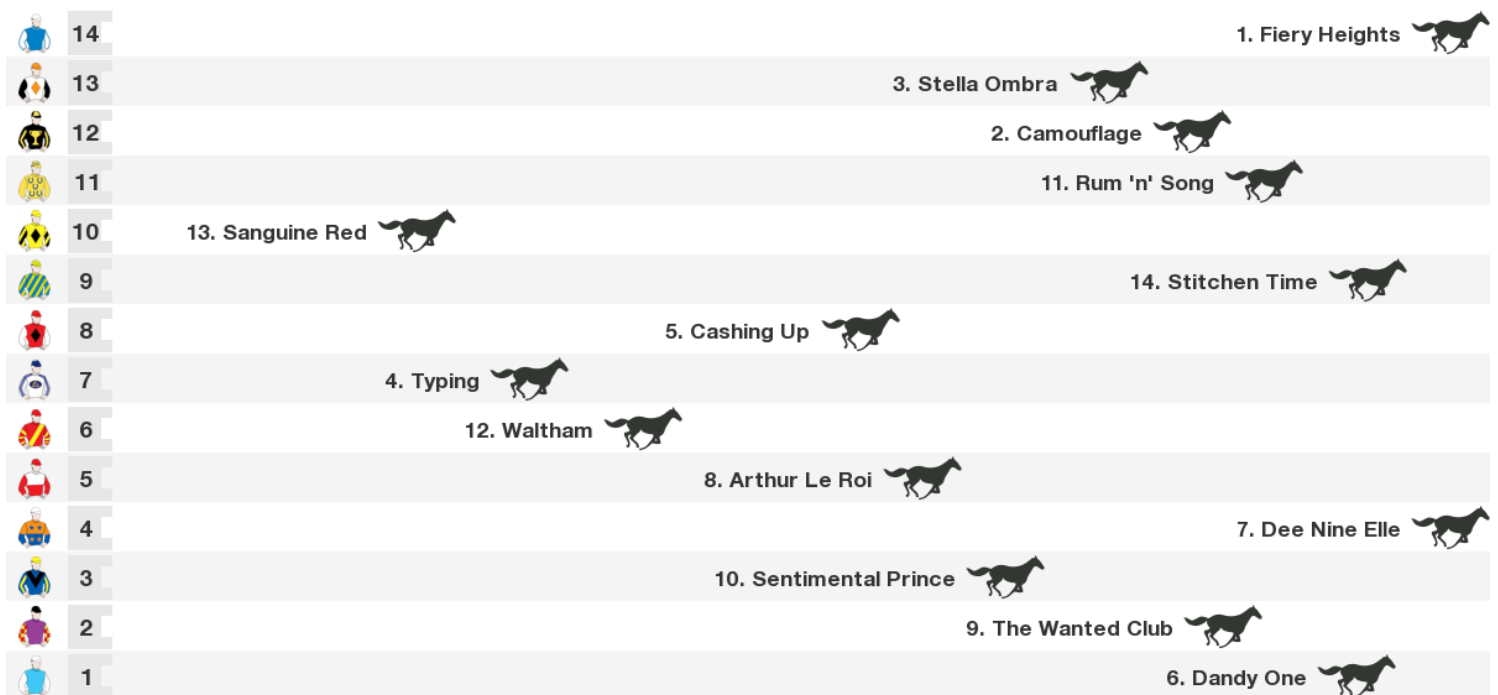 14 1. Fiery Heights
13 3. Stella Ombra
12 2. Camouflage
11 11. Rum 'n' Song
10 13. Sanguine Red
9 14. Stitchen Time
8 5. Cashing Up
7 4. Typing
6 12. Waltham
5 8. Arthur Le Roi
4 7. Dee Nine Elle
3 10. Sentimental Prince
2 9. The Wanted Club
1 6. Dandy One